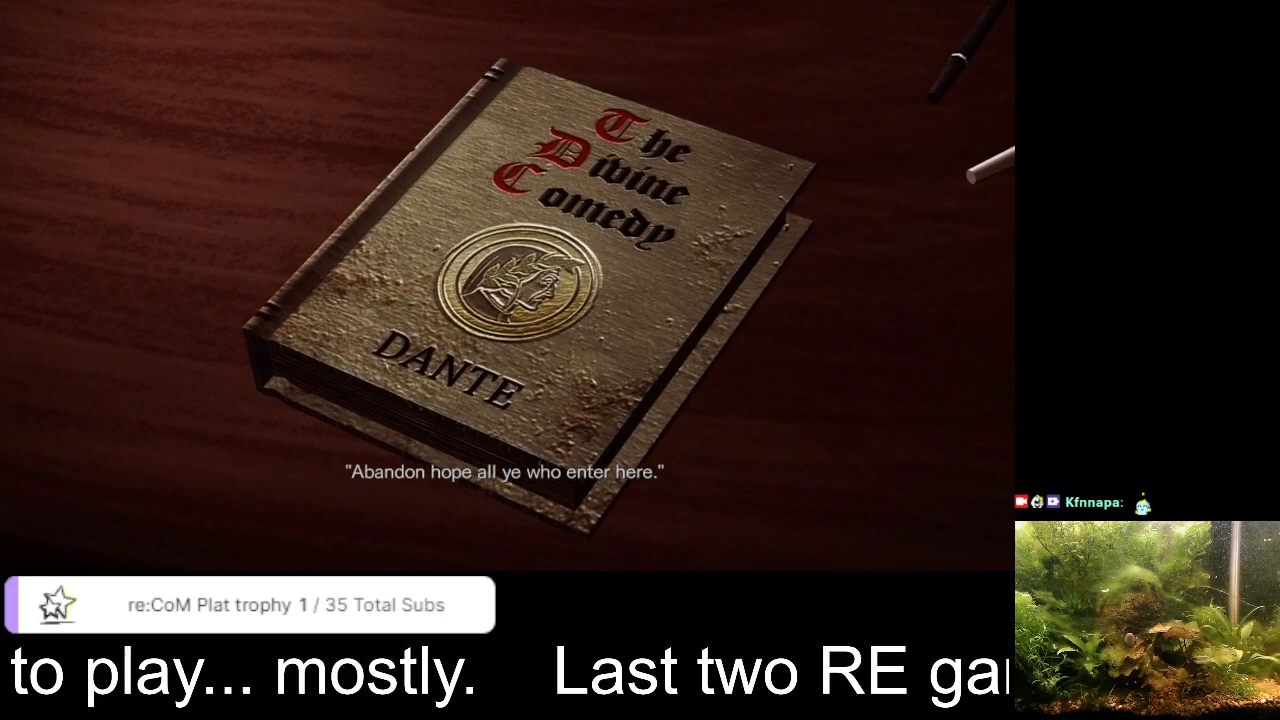 The
Divine
Comedy
DANTE
"Abandon hope all ye who enter here."
Kfnnapa:
re:CoM Plat trophy 1 / 35 Total Subs
to play... mostly. Last two RE gam